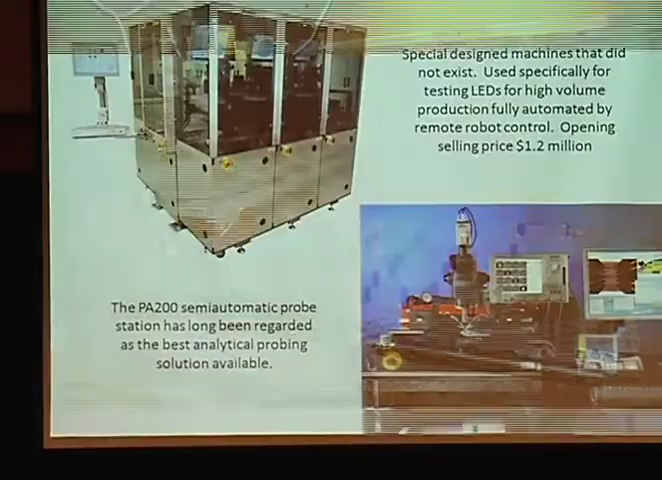 Special designed machines that did
not exist. Used specifically for
testing LEDs for high volume
production fully automated by
remote robot control. Opening
selling price $1.2 million
The PA200 semiautomatic probe
station has long been regarded
as the best analytical probing
solution available.